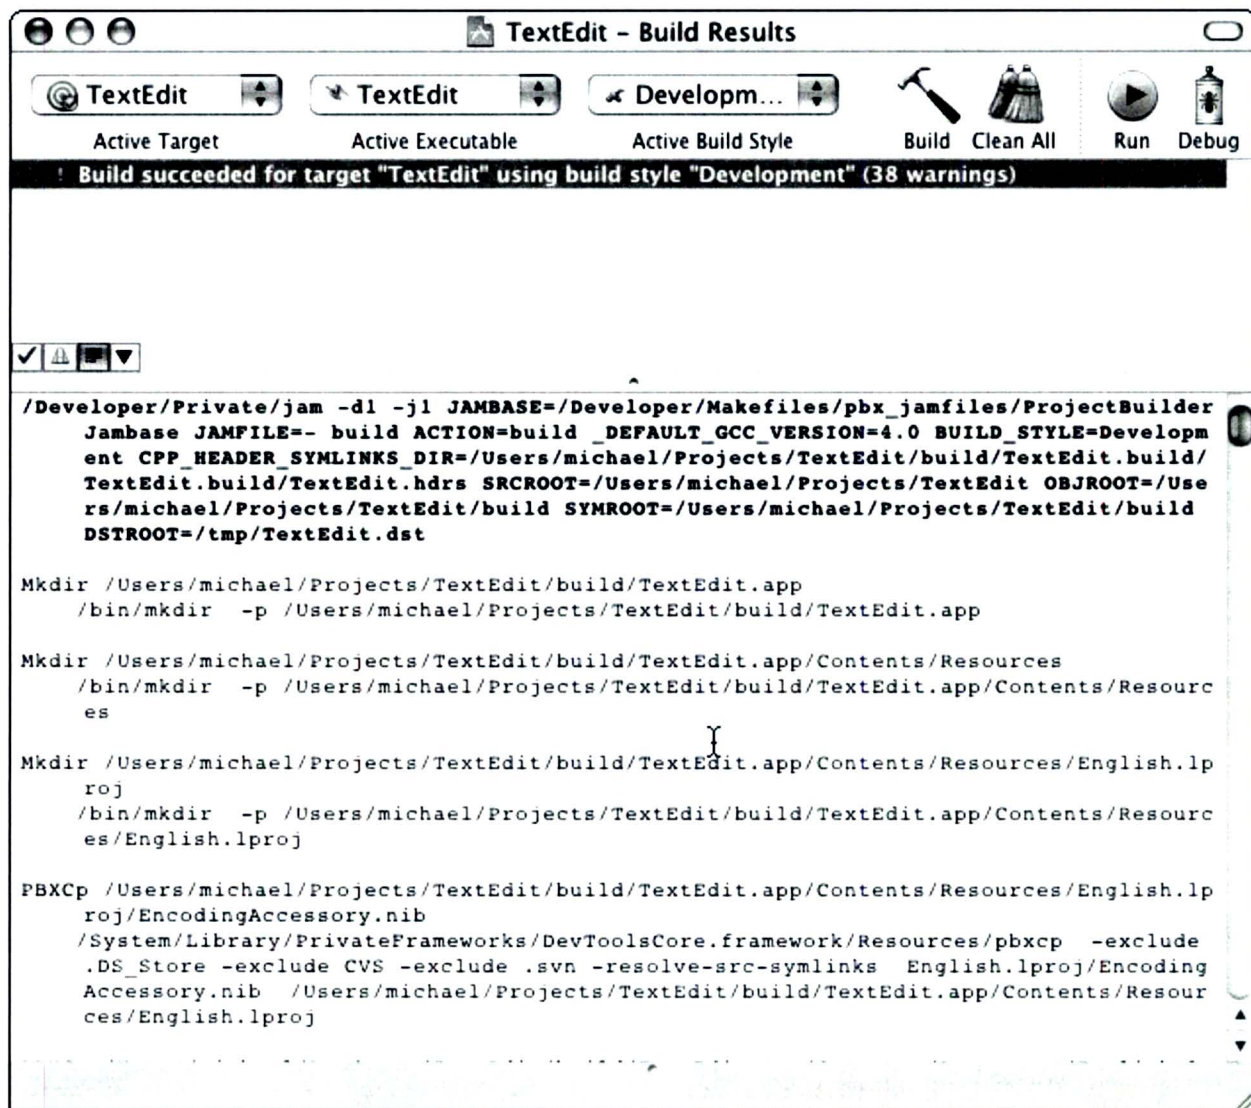 TextEdit – Build Results
TextEdit TextEdit Developm...
Active Target Active Executable Active Build Style Build Clean All Run Debug
! Build succeeded for target "TextEdit" using build style "Development" (38 warnings)
/Developer/Private/jam -d1 -j1 JAMBASE=/Developer/Makefiles/pbx_jamfiles/ProjectBuilder
Jambase JAMFILE=- build ACTION=build _DEFAULT_GCC_VERSION=4.0 BUILD_STYLE=Developm
ent CPP_HEADER_SYMLINKS_DIR=/Users/michael/Projects/TextEdit/build/TextEdit.build/
TextEdit.build/TextEdit.hdrs SRCROOT=/Users/michael/Projects/TextEdit OBJROOT=/Use
rs/michael/Projects/TextEdit/build SYMROOT=/Users/michael/Projects/TextEdit/build
DSTROOT=/tmp/TextEdit.dst
Mkdir /Users/michael/Projects/TextEdit/build/TextEdit.app
/bin/mkdir -p /Users/michael/Projects/TextEdit/build/TextEdit.app
Mkdir /Users/michael/Projects/TextEdit/build/TextEdit.app/Contents/Resources
/bin/mkdir -p /Users/michael/Projects/TextEdit/build/TextEdit.app/Contents/Resourc
es
Mkdir /Users/michael/Projects/TextEdit/build/TextEdit.app/Contents/Resources/English.lp
roj
/bin/mkdir -p /Users/michael/Projects/TextEdit/build/TextEdit.app/Contents/Resourc
es/English.lproj
PBXCp /Users/michael/Projects/TextEdit/build/TextEdit.app/Contents/Resources/English.lp
roj/EncodingAccessory.nib
/System/Library/PrivateFrameworks/DevToolsCore.framework/Resources/pbxcp -exclude
.DS_Store -exclude CVS -exclude .svn -resolve-src-symlinks English.lproj/Encoding
Accessory.nib /Users/michael/Projects/TextEdit/build/TextEdit.app/Contents/Resour
ces/English.lproj